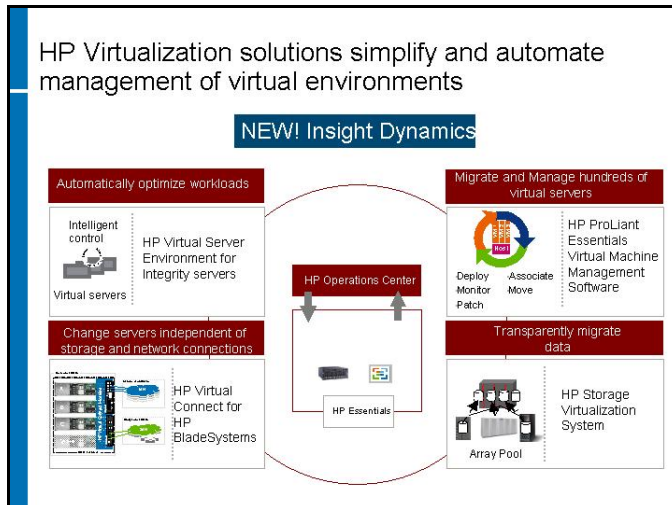 HP Virtualization solutions simplify and automate
management of virtual environments
NEW! Insight Dynamics
Automatically optimize workloads
Intelligent
control
Virtual servers
HP Virtual Server
Environment for
Integrity servers
Migrate and Manage hundreds of
virtual servers
·Deploy
·Monitor
·Patch
·Associate
·Move
HP ProLiant
Essentials
Virtual Machine
Management
Software
HP Operations Center
HP Essentials
Change servers independent of
storage and network connections
HP Virtual
Connect for
HP
BladeSystems
Transparently migrate
data
Array Pool
HP Storage
Virtualization
System